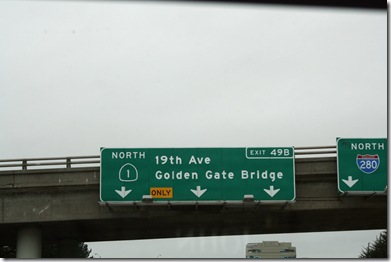 NORTH
1
19th Ave
EXIT 49B
ONLY
Golden Gate Bridge
NORTH
280